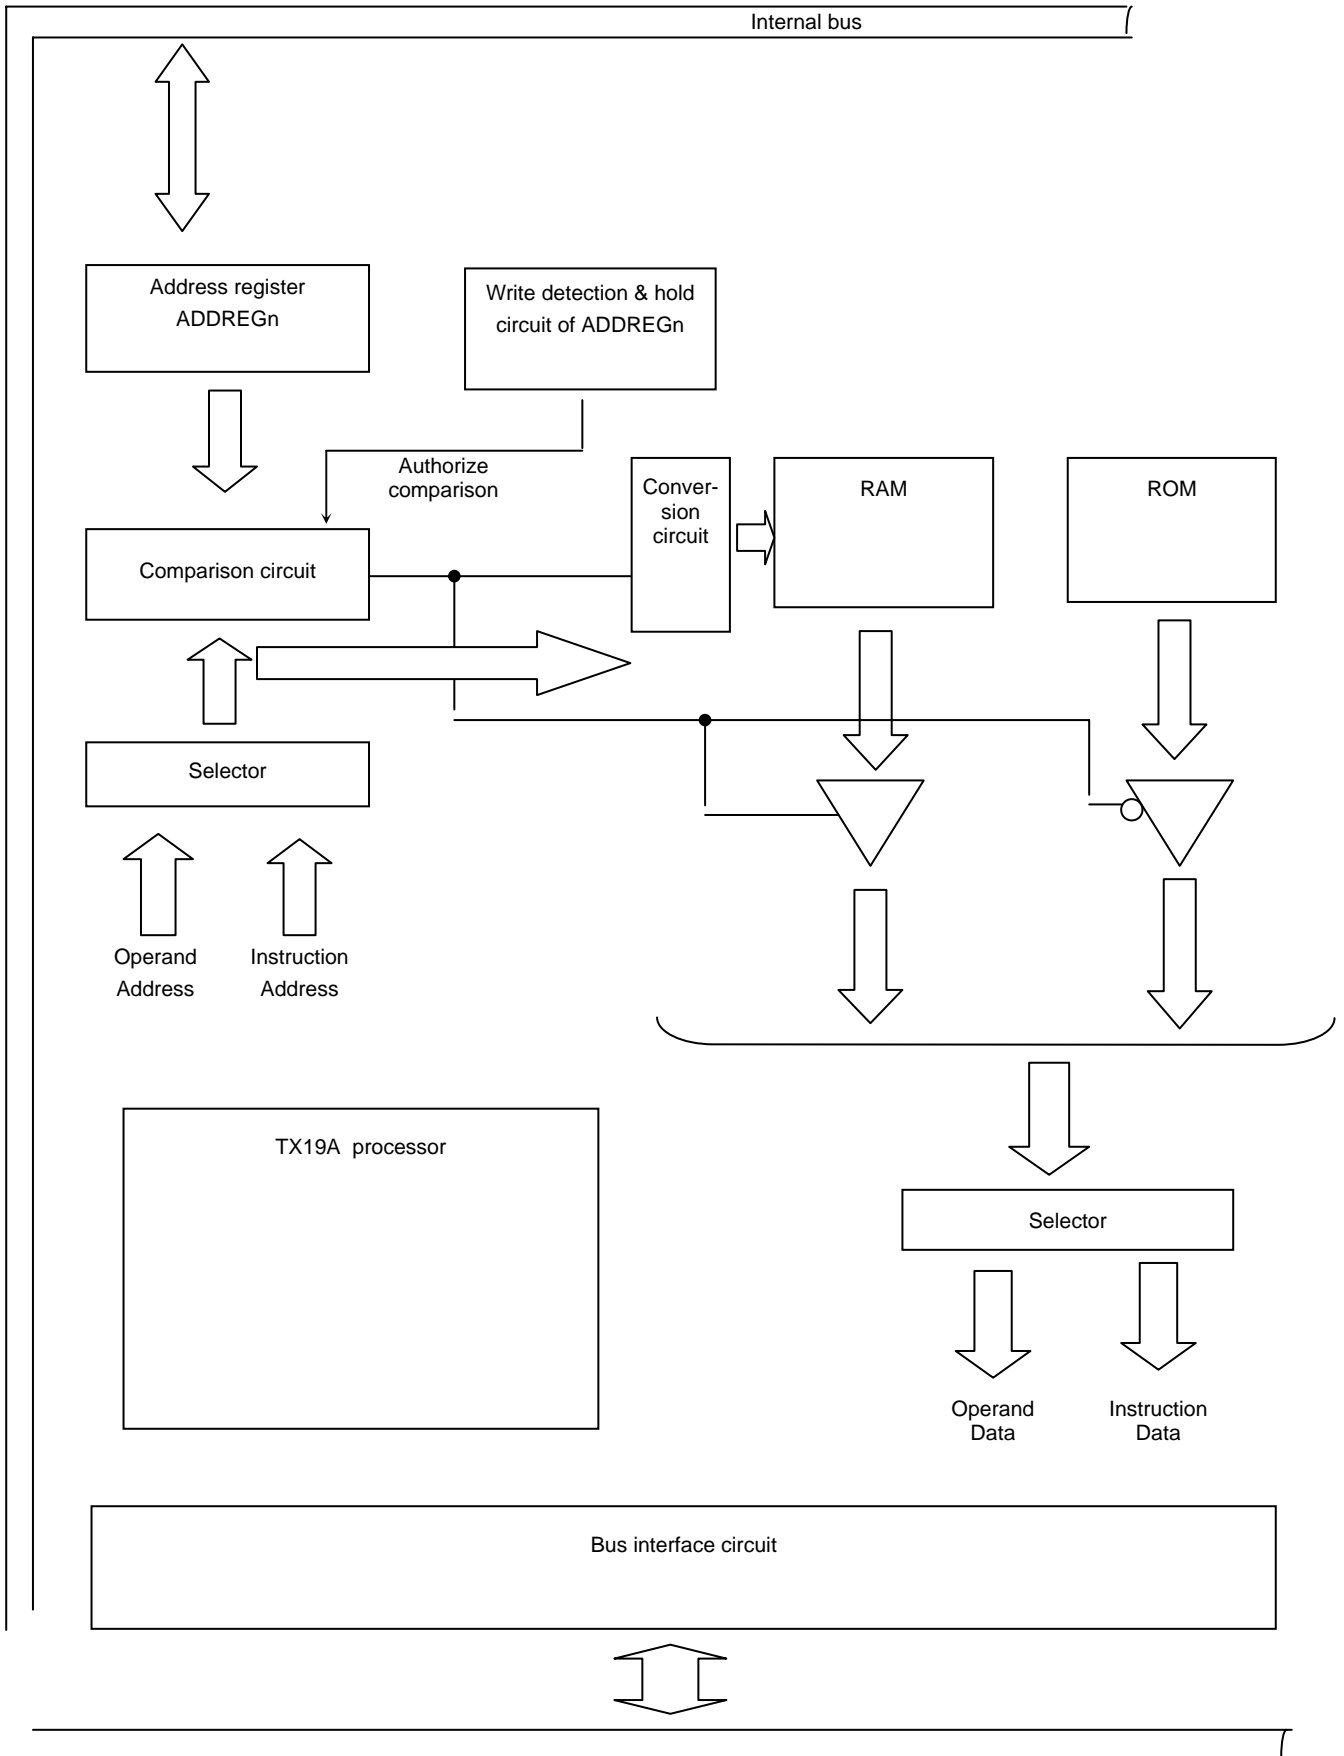 Internal bus
Address register
ADDREGn
Write detection & hold
circuit of ADDREGn
Authorize
comparison
Conver-
sion
circuit
RAM
ROM
Comparison circuit
Selector
Operand
Address
Instruction
Address
TX19A processor
Selector
Operand
Data
Instruction
Data
Bus interface circuit